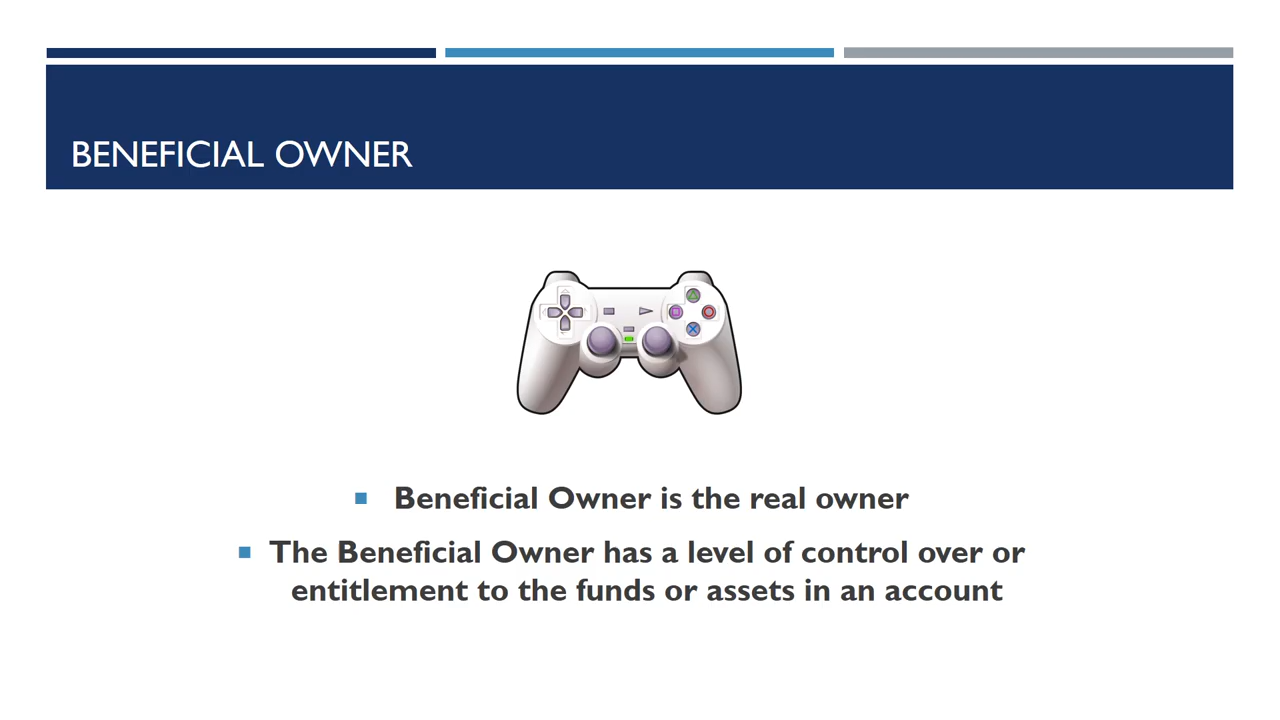 BENEFICIAL OWNER
Beneficial Owner is the real owner
The Beneficial Owner has a level of control over or
entitlement to the funds or assets in an account